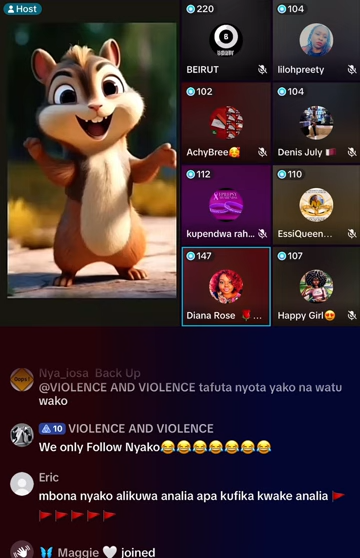 Host
220
BEIRUT
104
lilohpreety
102
AchyBree🥰
104
Denis July 🇶🇦
112
kupendwa rah...
110
EssiQueen...
147
Diana Rose 🌹...
107
Happy Girl😍
Nya_iosa Back Up
@VIOLENCE AND VIOLENCE tafuta nyota yako na watu
wako
10 VIOLENCE AND VIOLENCE
We only Follow Nyako😂😂😂😂😂😂😂
Eric
mbona nyako alikuwa analia apa kufika kwake analia 🚩
🚩🚩🚩🚩🚩
🦋 Maggie 🤍 joined